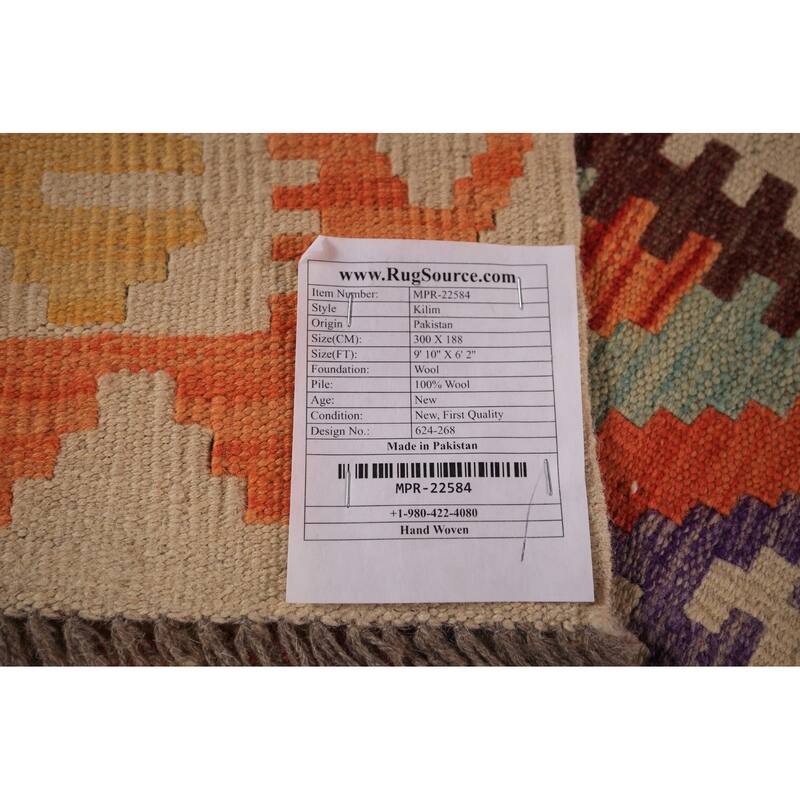 www.RugSource.com
Item Number: MPR-22584
Style Kilim
Origin Pakistan
Size(CM): 300 X 188
Size(FT): 9' 10" X 6' 2"
Foundation: Wool
Pile: 100% Wool
Age: New
Condition: New, First Quality
Design No.: 624-268
Made in Pakistan
MPR-22584
+1-980-422-4080
Hand Woven